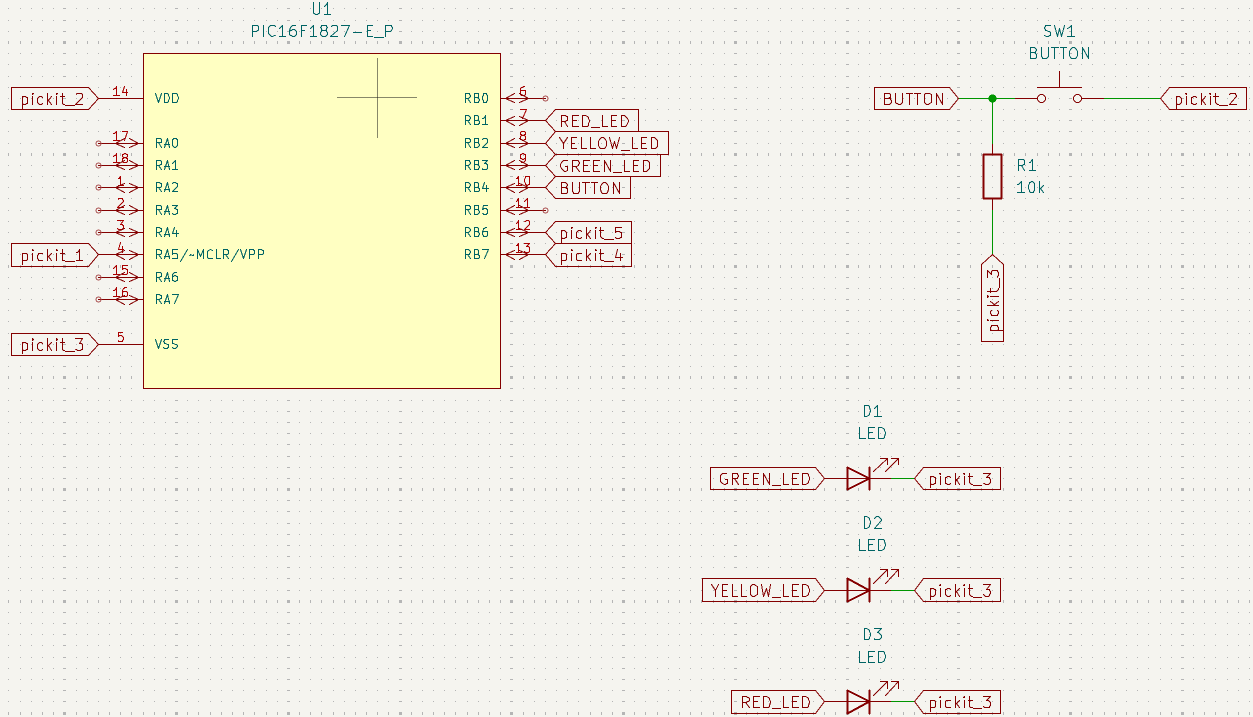 U1
PIC16F1827-E_P
pickit_2
14
VDD
17
RA0
18
RA1
1
RA2
2
RA3
3
RA4
pickit_1
4
RA5/~MCLR/VPP
15
RA6
16
RA7
pickit_3
5
VSS
RB0
6
RB1
7
RED_LED
RB2
8
YELLOW_LED
RB3
9
GREEN_LED
RB4
10
BUTTON
RB5
11
RB6
12
pickit_5
RB7
13
pickit_4
SW1
BUTTON
BUTTON
pickit_2
R1
10k
pickit_3
D1
LED
GREEN_LED
pickit_3
D2
LED
YELLOW_LED
pickit_3
D3
LED
RED_LED
pickit_3